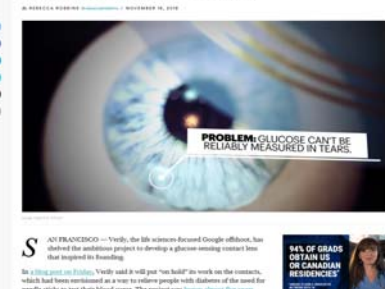 By REBECCA ROBBINS / NOVEMBER 16, 2018
PROBLEM: GLUCOSE CAN'T BE
RELIABLY MEASURED IN TEARS.
SAN FRANCISCO — Verily, the life sciences-focused Google offshoot, has
shelved the ambitious project to develop a glucose-sensing contact lens
that inspired its founding.
In a blog post on Friday, Verily said it will put "on hold" its work on the contacts,
which had been envisioned as a way to relieve people with diabetes of the need for
94% OF GRADS
OBTAIN US
OR CANADIAN
RESIDENCIES*